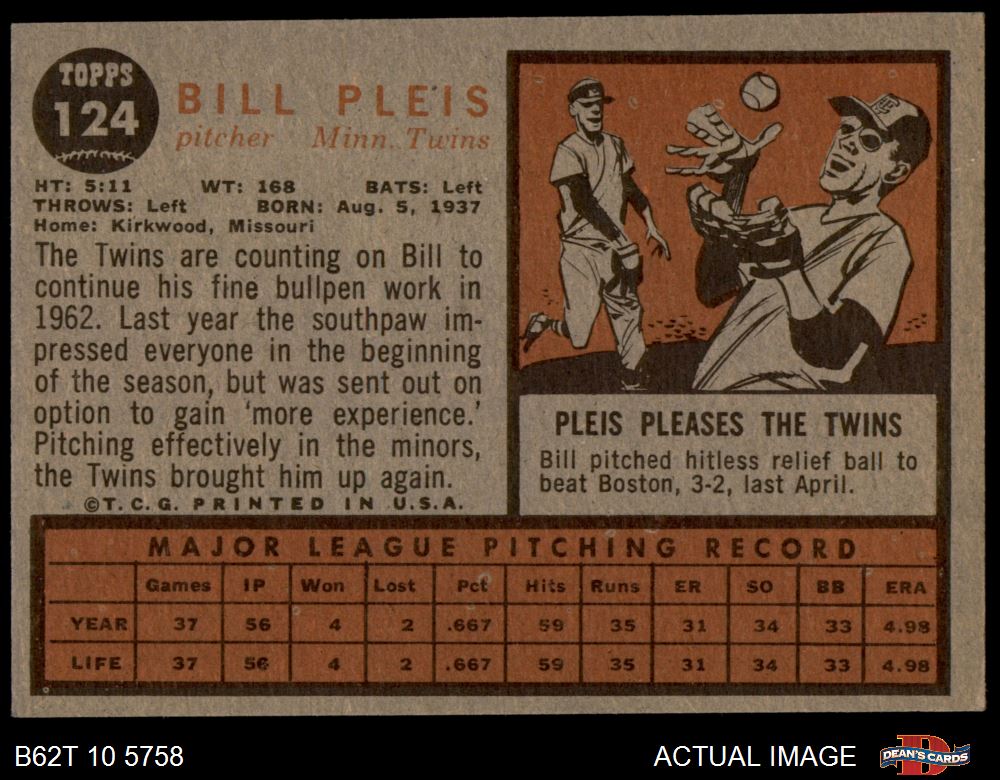 TOPPS
124
BILL PLEIS
pitcher Minn. Twins
HT: 5:11 WT: 168 BATS: Left
THROWS: Left BORN: Aug. 5, 1937
Home: Kirkwood, Missouri
The Twins are counting on Bill to
continue his fine bullpen work in
1962. Last year the southpaw im-
pressed everyone in the beginning
of the season, but was sent out on
option to gain 'more experience.'
Pitching effectively in the minors,
the Twins brought him up again.
©T.C.G. PRINTED IN U.S.A.
PLEIS PLEASES THE TWINS
Bill pitched hitless relief ball to
beat Boston, 3-2, last April.
MAJOR LEAGUE PITCHING RECORD
Games IP Won Lost Pct Hits Runs ER SO BB ERA
YEAR 37 56 4 2 .667 59 35 31 34 33 4.98
LIFE 37 56 4 2 .667 59 35 31 34 33 4.98
B62T 10 5758 ACTUAL IMAGE DEAN'S CARDS